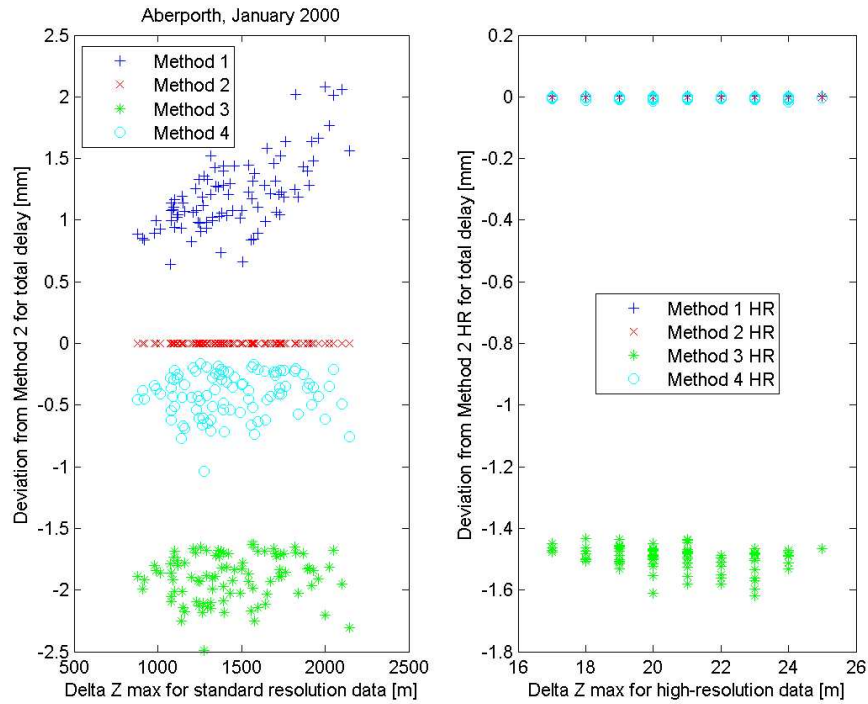 Aberporth, January 2000
Deviation from Method 2 for total delay [mm]
2.5
2
1.5
1
0.5
0
-0.5
-1
-1.5
-2
-2.5
Method 1
Method 2
Method 3
Method 4
500
1000
1500
2000
2500
Delta Z max for standard resolution data [m]
Deviation from Method 2 HR for total delay [mm]
0.2
0
-0.2
-0.4
-0.6
-0.8
-1
-1.2
-1.4
-1.6
-1.8
Method 1 HR
Method 2 HR
Method 3 HR
Method 4 HR
16
18
20
22
24
26
Delta Z max for high-resolution data [m]